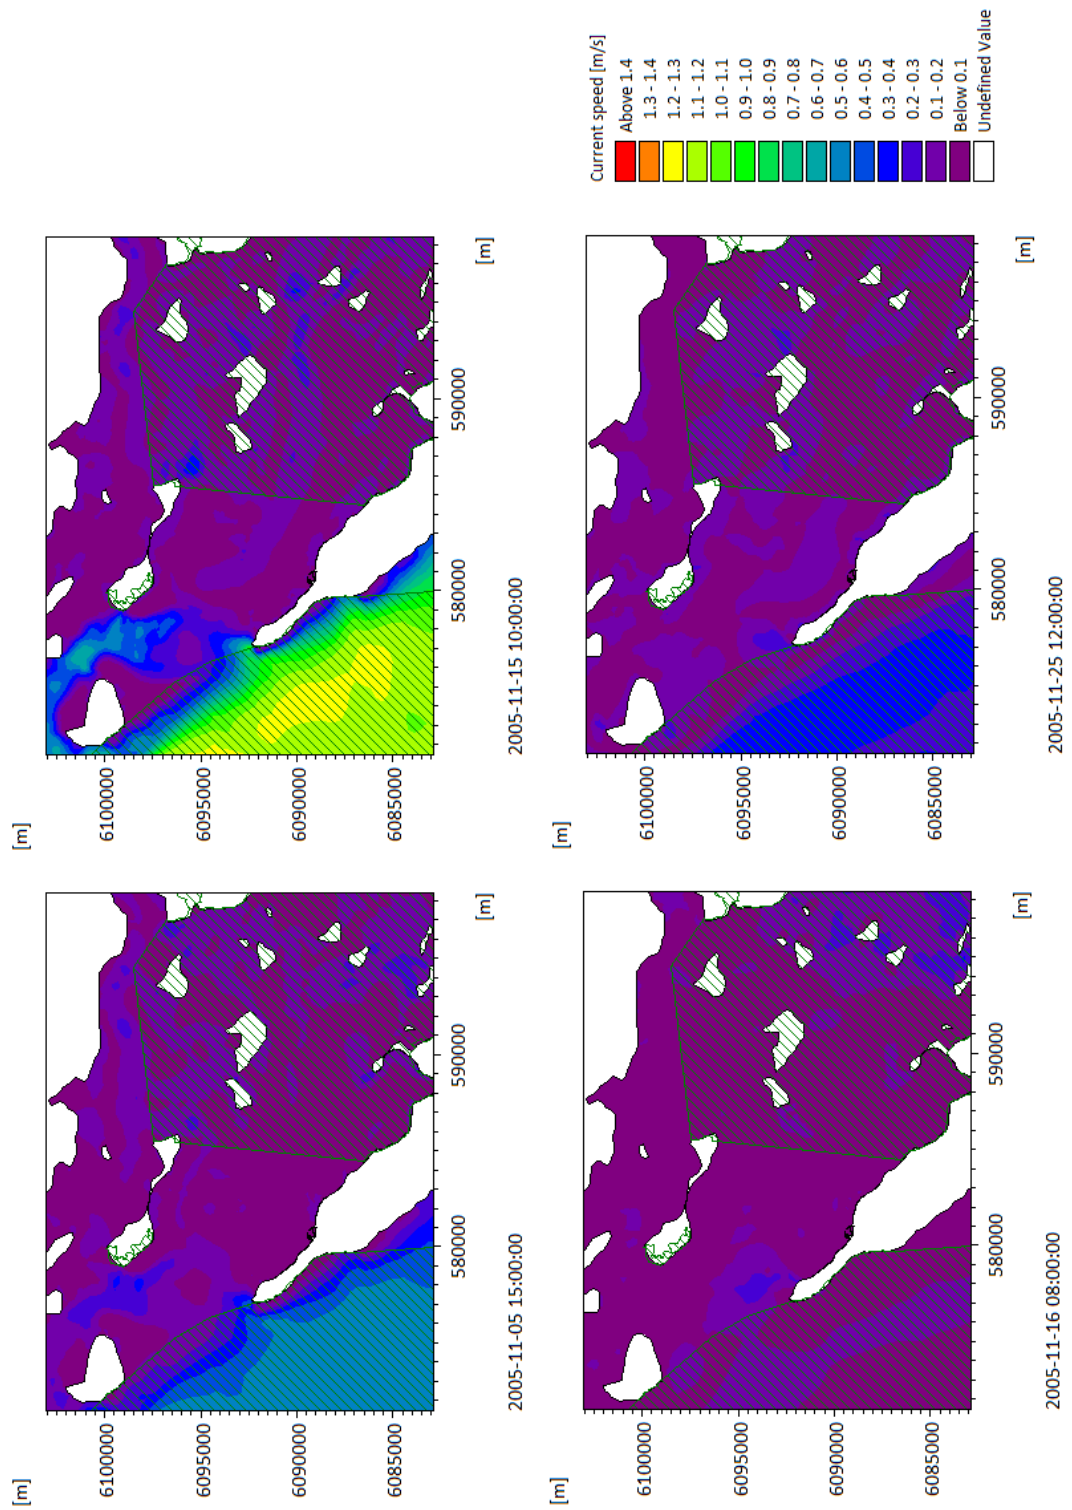 [m]
6100000
6095000
6090000
6085000
580000
590000
[m]
2005-11-05 15:00:00
[m]
6100000
6095000
6090000
6085000
580000
590000
[m]
2005-11-15 10:00:00
[m]
6100000
6095000
6090000
6085000
580000
590000
[m]
2005-11-16 08:00:00
[m]
6100000
6095000
6090000
6085000
580000
590000
[m]
2005-11-25 12:00:00
Current speed [m/s]
Above 1.4
1.3 - 1.4
1.2 - 1.3
1.1 - 1.2
1.0 - 1.1
0.9 - 1.0
0.8 - 0.9
0.7 - 0.8
0.6 - 0.7
0.5 - 0.6
0.4 - 0.5
0.3 - 0.4
0.2 - 0.3
0.1 - 0.2
Below 0.1
Undefined Value